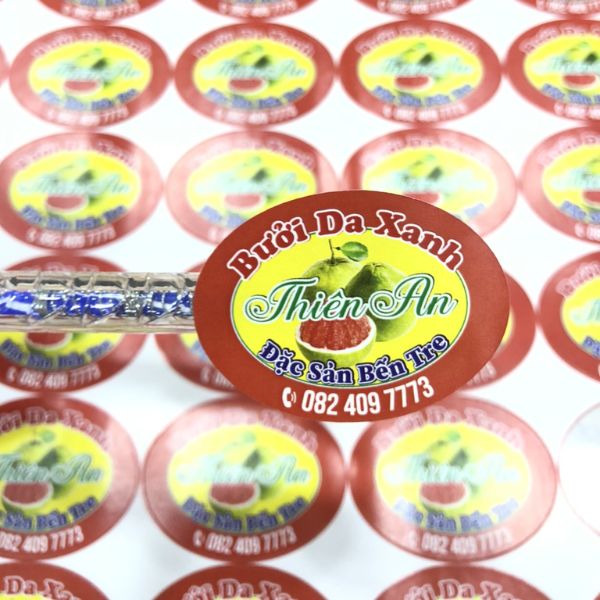 Bưởi Da Xanh
Thiên An
Đặc Sản Bến Tre
082 409 7773